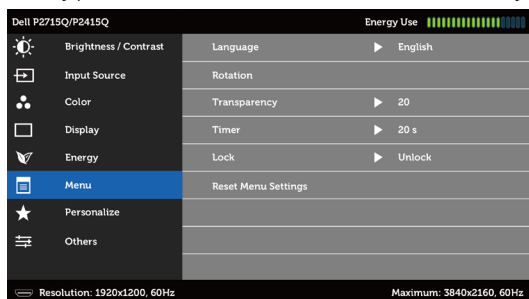 Dell P2715Q/P2415Q Energy Use
Brightness / Contrast Language English
Input Source Rotation
Color Transparency 20
Display Timer 20 s
Energy Lock Unlock
Menu Reset Menu Settings
Personalize
Others
Resolution: 1920x1200, 60Hz Maximum: 3840x2160, 60Hz